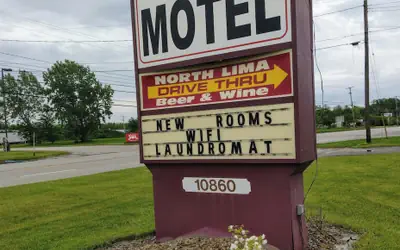 MOTEL
NORTH LIMA
DRIVE THRU
Beer & Wine
NEW ROOMS
WIFI
LAUNDROMAT
10860